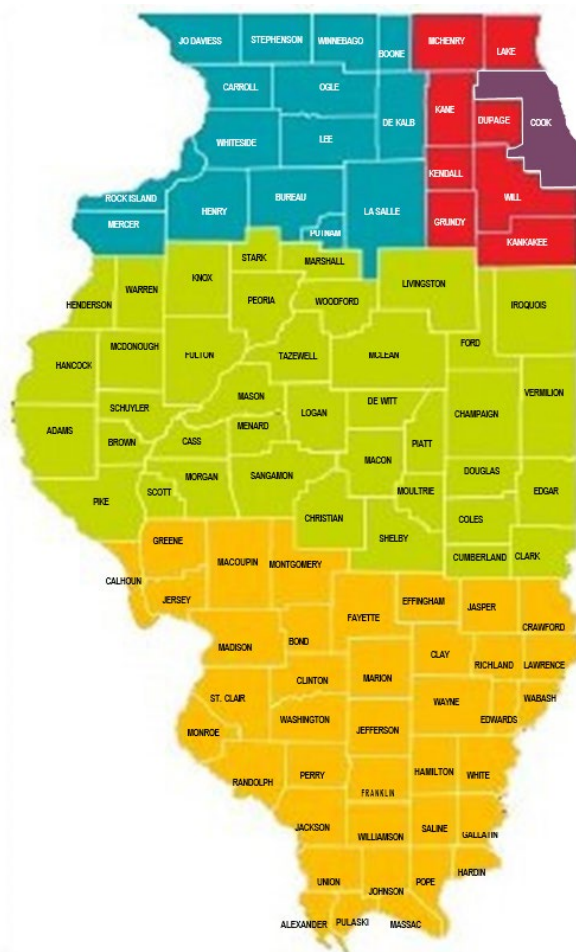 JO DAVIESS
STEPHENSON
WINNEBAGO
BOONE
MCHENRY
LAKE
CARROLL
OGLE
DE KALB
KANE
DUPAGE
COOK
WHITESIDE
LEE
KENDALL
WILL
ROCK ISLAND
MERCER
HENRY
BUREAU
PUTNAM
LA SALLE
GRUNDY
KANKAKEE
HENDERSON
WARREN
KNOX
STARK
MARSHALL
PEORIA
WOODFORD
LIVINGSTON
IROQUOIS
HANCOCK
MCDONOUGH
FULTON
TAZEWELL
MCLEAN
FORD
VERMILION
ADAMS
SCHUYLER
MASON
LOGAN
DE WITT
CHAMPAIGN
BROWN
CASS
MENARD
PIATT
MACON
PIKE
SCOTT
MORGAN
SANGAMON
MOULTRIE
DOUGLAS
EDGAR
CHRISTIAN
SHELBY
COLES
CUMBERLAND
CLARK
CALHOUN
GREENE
MACOUPIN
MONTGOMERY
JERSEY
FAYETTE
EFFINGHAM
JASPER
CRAWFORD
MADISON
BOND
CLAY
RICHLAND
LAWRENCE
CLINTON
MARION
ST. CLAIR
WAYNE
EDWARDS
WABASH
MONROE
WASHINGTON
JEFFERSON
RANDOLPH
PERRY
FRANKLIN
HAMILTON
WHITE
JACKSON
WILLIAMSON
SALINE
GALLATIN
UNION
JOHNSON
POPE
HARDIN
ALEXANDER
PULASKI
MASSAC